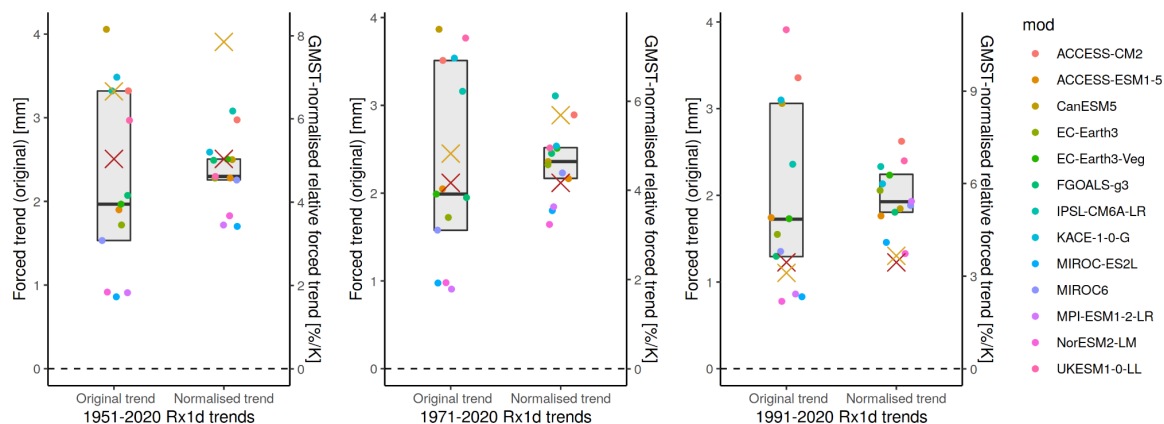 Forced trend (original) [mm]
4
3
2
1
0
8
6
4
2
0
GMST-normalised relative forced trend [%/K]
Original trend
Normalised trend
1951-2020 Rx1d trends
Forced trend (original) [mm]
4
3
2
1
0
6
4
2
0
GMST-normalised relative forced trend [%/K]
Original trend
Normalised trend
1971-2020 Rx1d trends
Forced trend (original) [mm]
4
3
2
1
0
9
6
3
0
GMST-normalised relative forced trend [%/K]
Original trend
Normalised trend
1991-2020 Rx1d trends
mod
ACCESS-CM2
ACCESS-ESM1-5
CanESM5
EC-Earth3
EC-Earth3-Veg
FGOALS-g3
IPSL-CM6A-LR
KACE-1-0-G
MIROC-ES2L
MIROC6
MPI-ESM1-2-LR
NorESM2-LM
UKESM1-0-LL